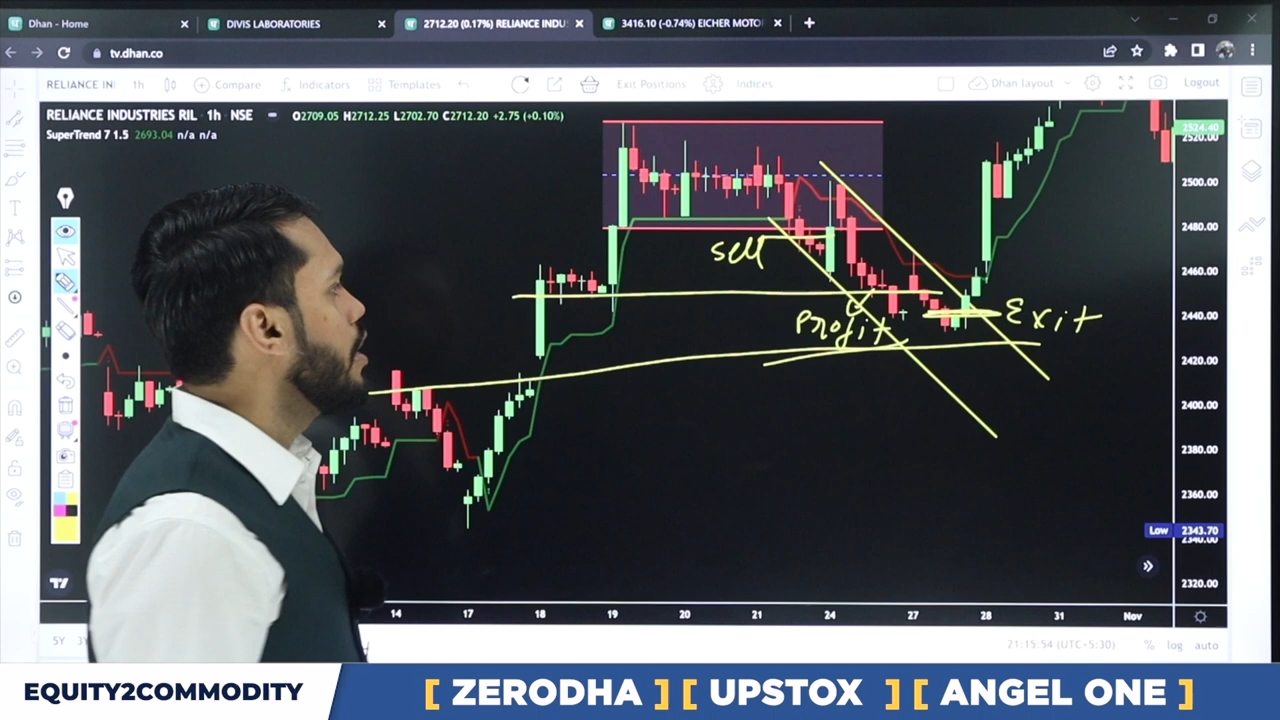 Dhan - Home
DIVIS LABORATORIES
2712.20 (0.17%) RELIANCE INDU
3416.10 (-0.74%) EICHER MOTO
tv.dhan.co
RELIANCE IN
1h
Compare
Indicators
Templates
Exit Positions
Indices
Dhan layout
Logout
RELIANCE INDUSTRIES RIL · 1h · NSE
O2709.05 H2712.25 L2702.70 C2712.20 +2.75 (+0.10%)
SuperTrend 7 1.5 2693.04 n/a n/a
2524.40
2520.00
2500.00
2480.00
2460.00
2440.00
2420.00
2400.00
2380.00
2360.00
Low 2343.70
2340.00
2320.00
Sell
Profit
Exit
14 17 18 19 20 21 24 27 28 31 Nov
5Y
21:15:54 (UTC+5:30)
% log auto
EQUITY2COMMODITY
[ ZERODHA ] [ UPSTOX ] [ ANGEL ONE ]